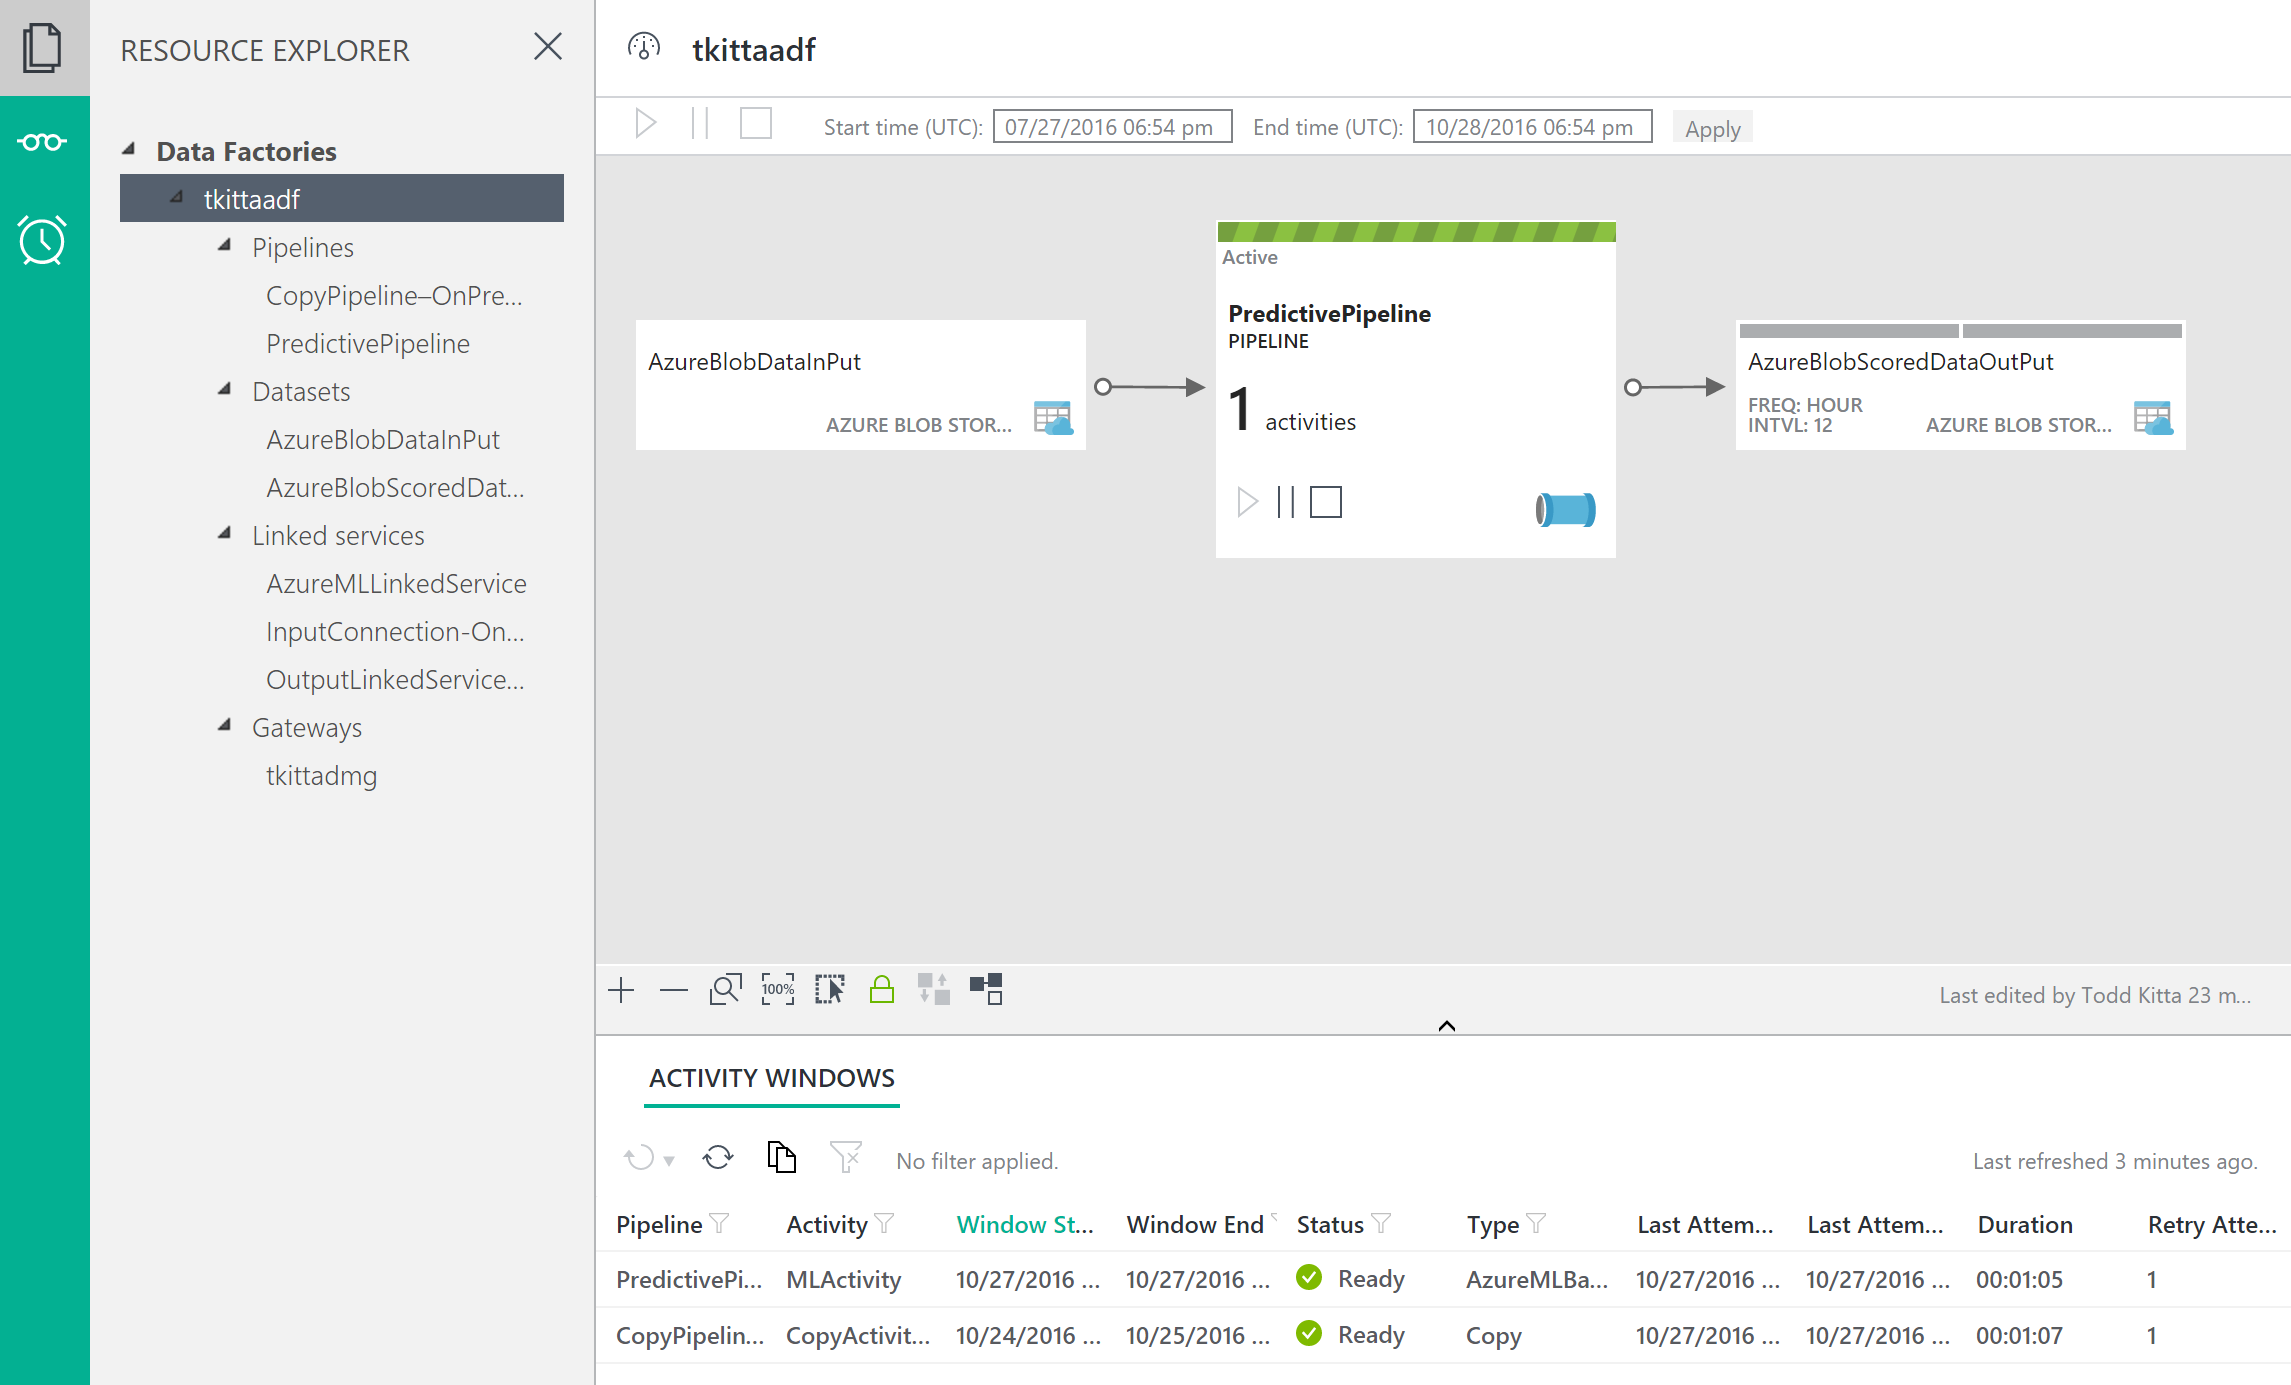 RESOURCE EXPLORER
Data Factories
tkittaadf
Pipelines
CopyPipeline–OnPre...
PredictivePipeline
Datasets
AzureBlobDataInPut
AzureBlobScoredDat...
Linked services
AzureMLLinkedService
InputConnection-On...
OutputLinkedService...
Gateways
tkittadmg
tkittaadf
Start time (UTC): 07/27/2016 06:54 pm End time (UTC): 10/28/2016 06:54 pm Apply
AzureBlobDataInPut
AZURE BLOB STOR...
Active
PredictivePipeline
PIPELINE
1 activities
AzureBlobScoredDataOutPut
FREQ: HOUR
INTVL: 12 AZURE BLOB STOR...
100%
Last edited by Todd Kitta 23 m...
ACTIVITY WINDOWS
No filter applied. Last refreshed 3 minutes ago.
Pipeline Activity Window St... Window End Status Type Last Attem... Last Attem... Duration Retry Atte...
PredictivePi... MLActivity 10/27/2016 ... 10/27/2016 ... Ready AzureMLBa... 10/27/2016 ... 10/27/2016 ... 00:01:05 1
CopyPipelin... CopyActivit... 10/24/2016 ... 10/25/2016 ... Ready Copy 10/27/2016 ... 10/27/2016 ... 00:01:07 1